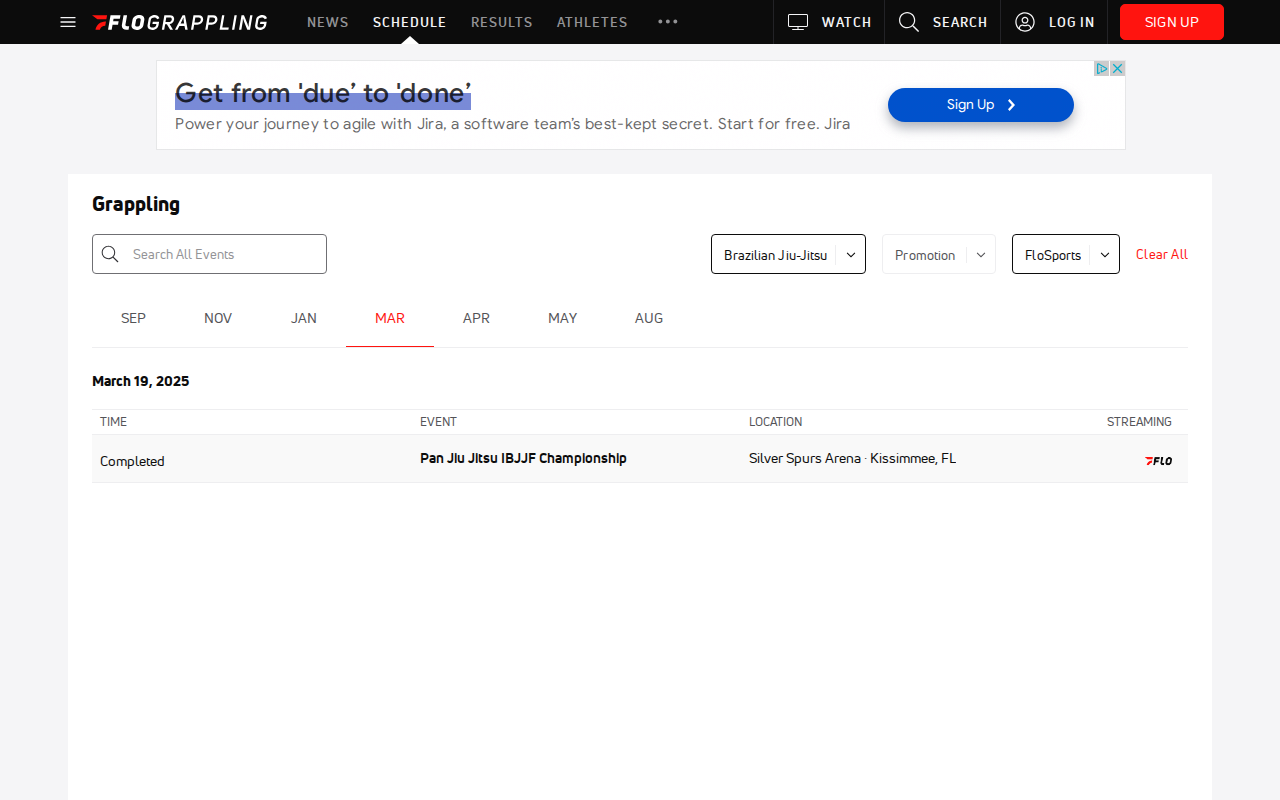 FLOGRAPPLING NEWS SCHEDULE RESULTS ATHLETES WATCH SEARCH LOG IN SIGN UP
Get from 'due’ to 'done’
Power your journey to agile with Jira, a software team’s best-kept secret. Start for free. Jira
Sign Up
Grappling
Search All Events
Brazilian Jiu-Jitsu
Promotion
FloSports
Clear All
SEP NOV JAN MAR APR MAY AUG
March 19, 2025
TIME EVENT LOCATION STREAMING
Completed Pan Jiu Jitsu IBJJF Championship Silver Spurs Arena · Kissimmee, FL FLO